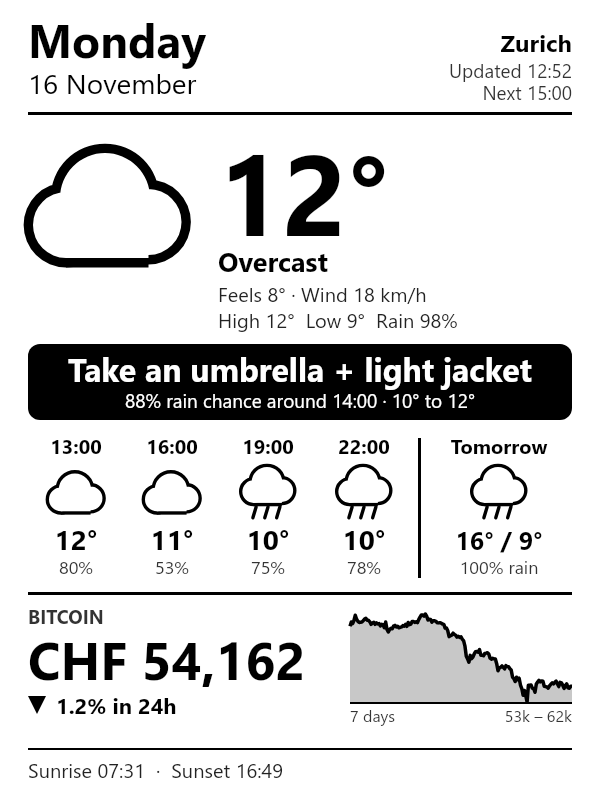 Monday
16 November
Zurich
Updated 12:52
Next 15:00
12°
Overcast
Feels 8° · Wind 18 km/h
High 12°  Low 9°  Rain 98%
Take an umbrella + light jacket
88% rain chance around 14:00 · 10° to 12°
13:00 16:00 19:00 22:00 Tomorrow
12° 11° 10° 10° 16° / 9°
80% 53% 75% 78% 100% rain
BITCOIN
CHF 54,162
▼ 1.2% in 24h
7 days 53k – 62k
Sunrise 07:31 · Sunset 16:49